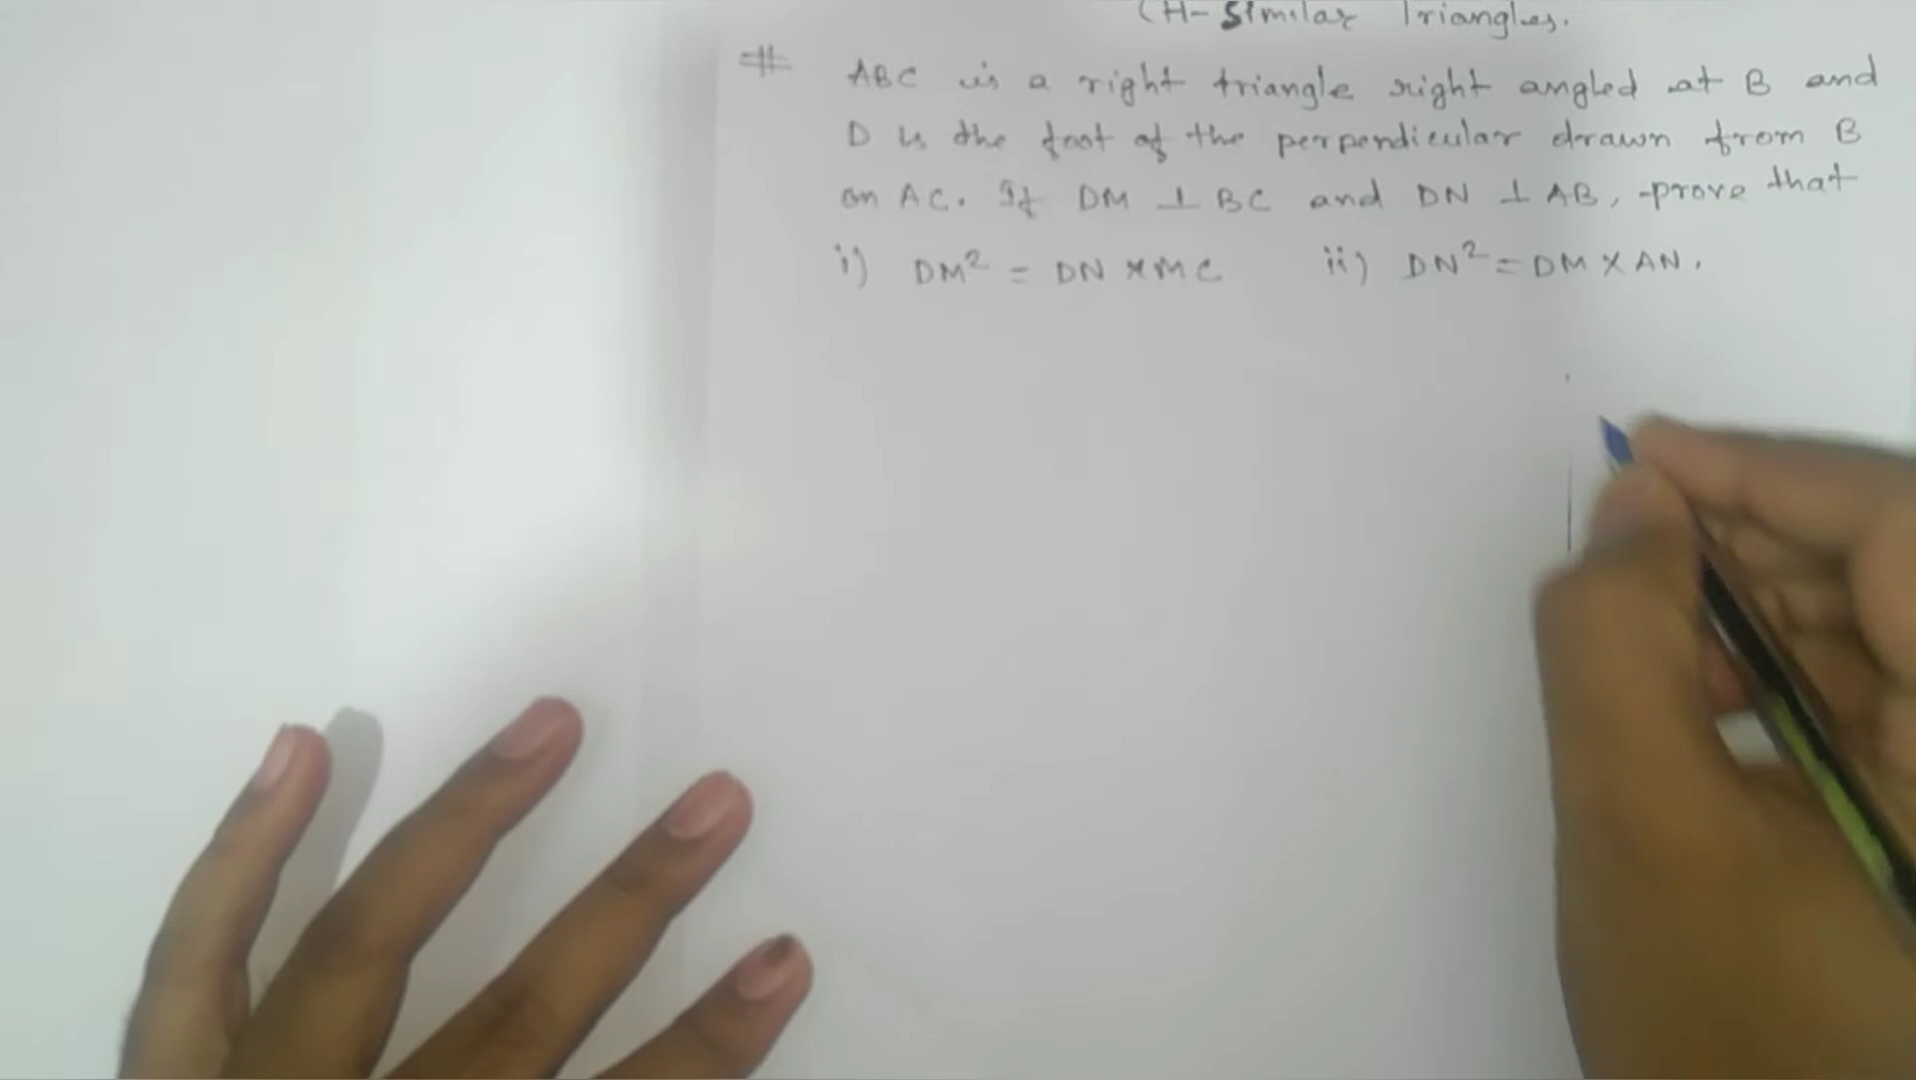 CH- Similar Triangles.
# ABC is a right triangle right angled at B and
D is the foot of the perpendicular drawn from B
on AC. If DM ⊥ BC and DN ⊥ AB, prove that
i) DM² = DN × MC ii) DN² = DM × AN.